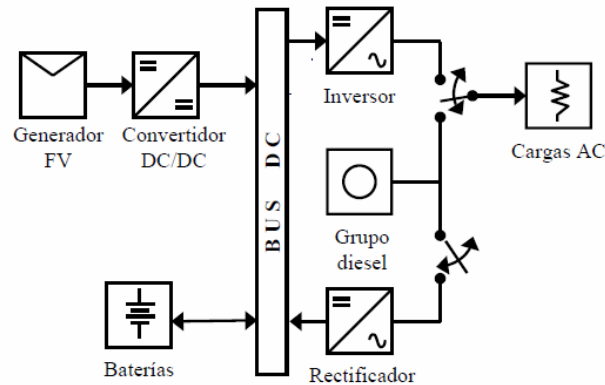 Generador
FV
Convertidor
DC/DC
BUS DC
Inversor
Cargas AC
Grupo
diesel
Baterías
Rectificador